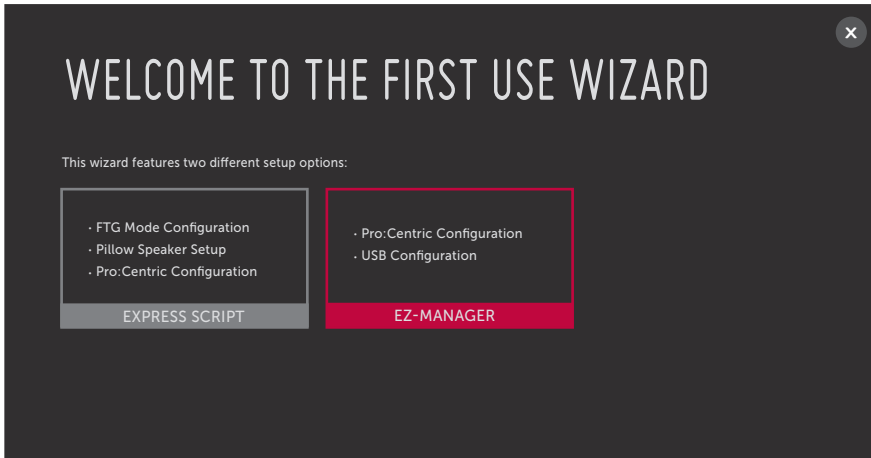 X
WELCOME TO THE FIRST USE WIZARD
This wizard features two different setup options:
· FTG Mode Configuration
· Pillow Speaker Setup
· Pro:Centric Configuration
EXPRESS SCRIPT
· Pro:Centric Configuration
· USB Configuration
EZ-MANAGER